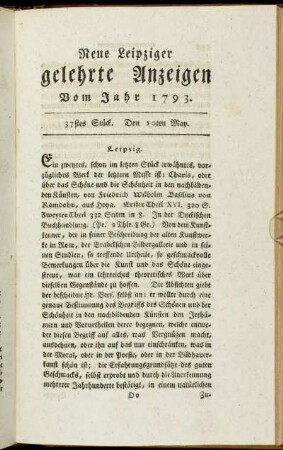 Neue Leipziger
gelehrte Anzeigen
Vom Jahr 1793.
37stes Stück. Den 10ten May.
Leipzig.
Ein zweytes, schon im letzten Stück erwähntes, vor-
zügliches Werk der letztern Messe ist: Charis, oder
über das Schöne und die Schönheit in den nachbilden-
den Künsten, von Friedrich Wilhelm Basilius von
Ramdohr, aus Hoya. Erster Theil XVI. 320 S.
Zweyter Theil 332 Seiten in 8. In der Dyckischen
Buchhandlung. (Pr. 2 Thlr. 8 Gr.) Von dem Kunst-
kenner, der in seiner Beschreibung der alten Kunstwer-
ke in Rom, der Brabeckschen Bildergallerie und in sei-
nen Studien, so treffende Urtheile, so geschmackvolle
Bemerkungen über die Kunst und das Schöne einge-
streut, war ein lehrreiches theoretisches Werk über
dieselben Gegenstände zu hoffen. Die Absichten giebt
der bescheidne Hr. Verf. selbst an: er wollte durch eine
genaue Bestimmung des Begriffs des Schönen und der
Schönheit in den nachbildenden Künsten den Irrthü-
mern und Vorurtheilen derer begegnen, welche entwe-
der diesen Begriff auf alles, was Vergnügen macht,
ausdehnen, oder ihn auf das nur einschränken, was in
der Moral, oder in der Poesie, oder in der Bildhauer-
kunst schön ist; die Erfahrungsgrundsätze des guten
Geschmacks, selbst erprobt und durch die Anerkennung
mehrerer Jahrhunderte bestätigt, in einem natürlichen
Oo Zu-